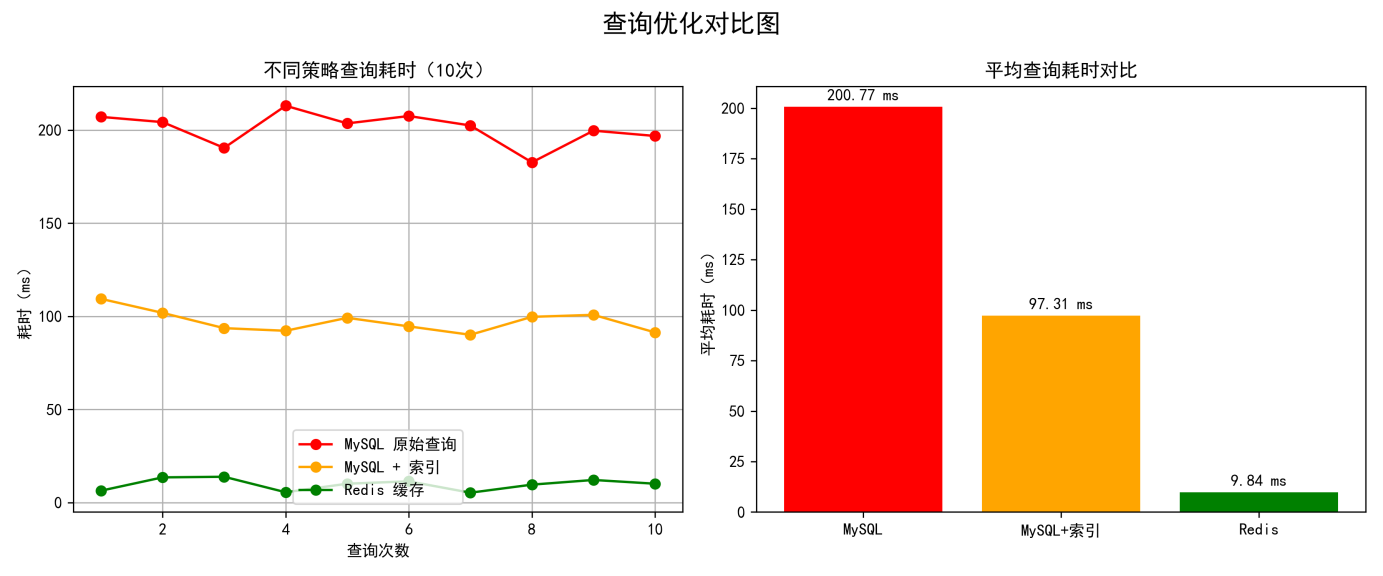 查询优化对比图
不同策略查询耗时（10次）
耗时（ms）
200
150
100
50
0
2
4
6
8
10
查询次数
MySQL 原始查询
MySQL + 索引
Redis 缓存
平均查询耗时对比
平均耗时（ms）
200
175
150
125
100
75
50
25
0
200.77 ms
97.31 ms
9.84 ms
MySQL
MySQL+索引
Redis